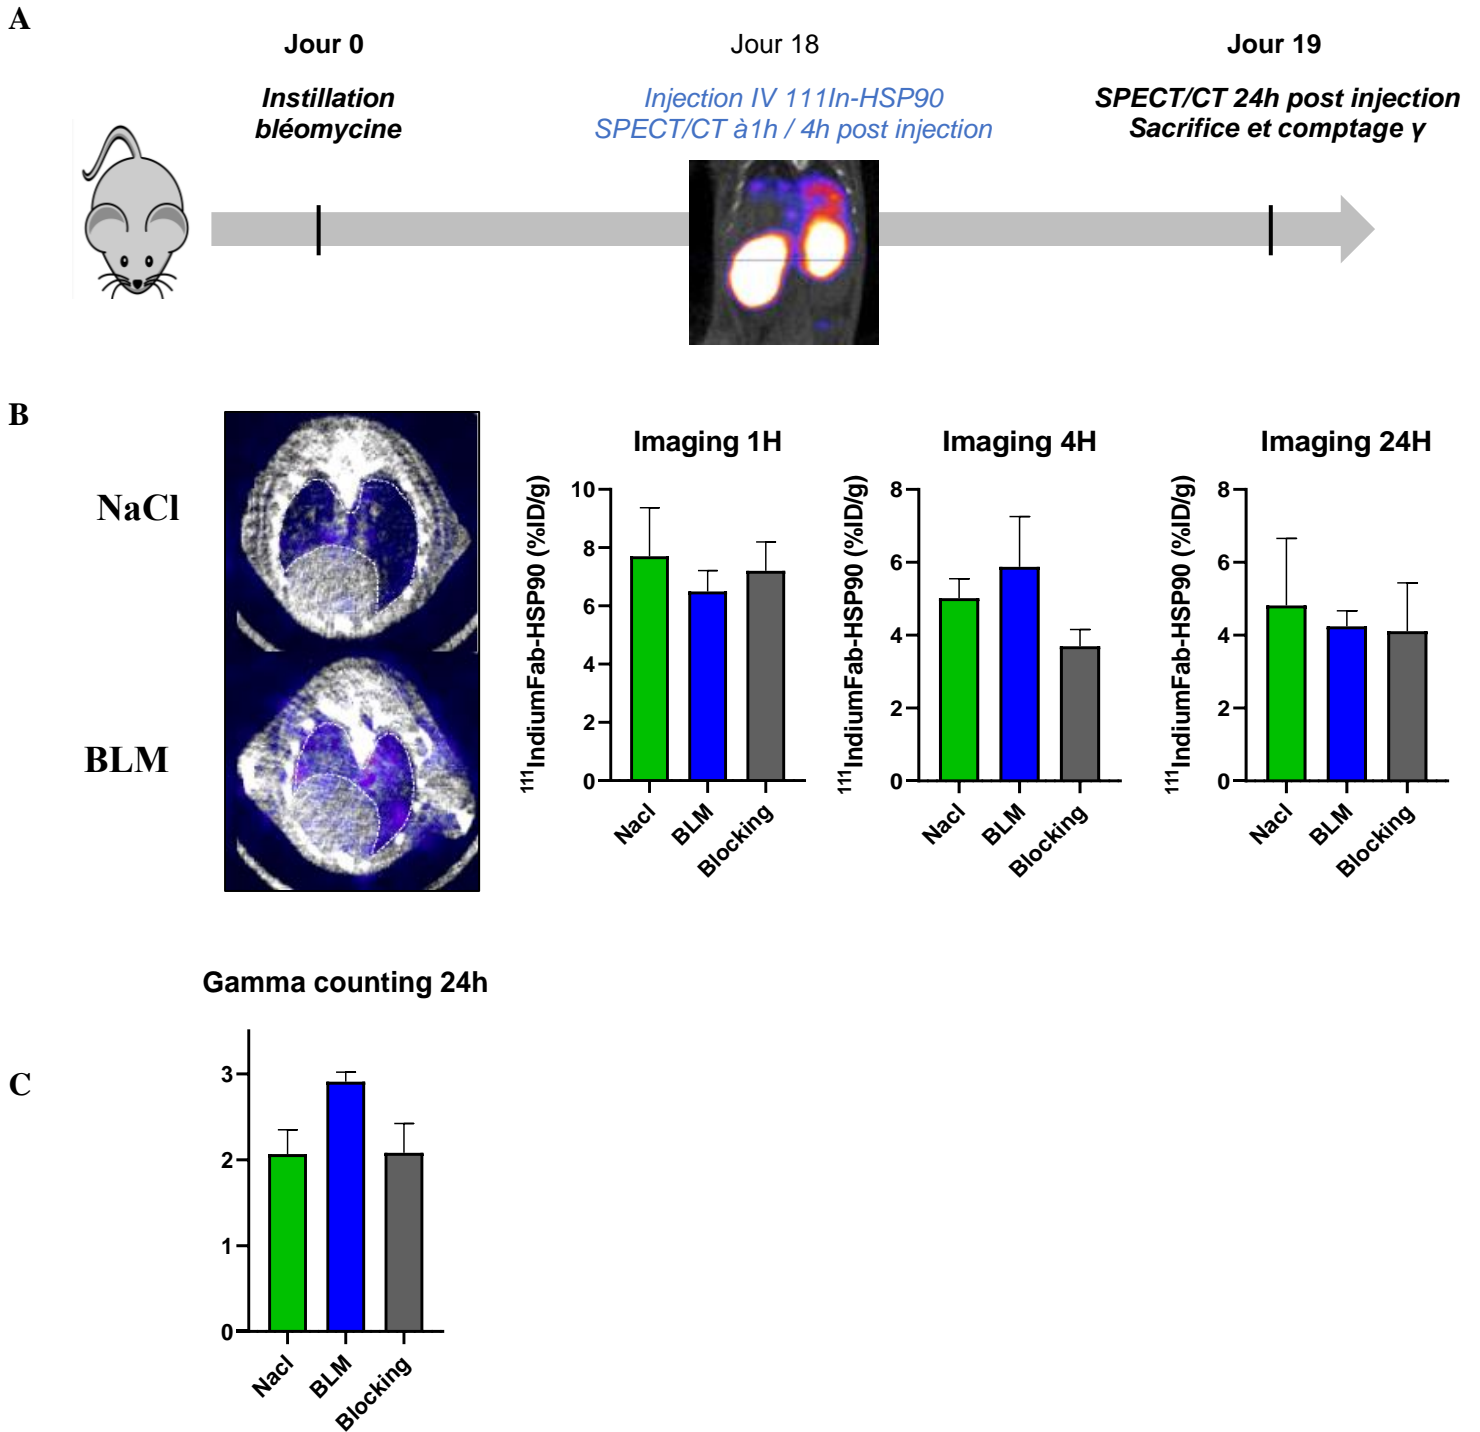 A
Jour 0
Jour 18
Jour 19
Instillation
bléomycine
Injection IV 111In-HSP90
SPECT/CT à1h / 4h post injection
SPECT/CT 24h post injection
Sacrifice et comptage γ
B
NaCl
BLM
Imaging 1H
¹¹¹IndiumFab-HSP90 (%ID/g)
10
8
6
4
2
0
Nacl
BLM
Blocking
Imaging 4H
¹¹¹IndiumFab-HSP90 (%ID/g)
8
6
4
2
0
Nacl
BLM
Blocking
Imaging 24H
¹¹¹IndiumFab-HSP90 (%ID/g)
8
6
4
2
0
Nacl
BLM
Blocking
C
Gamma counting 24h
3
2
1
0
Nacl
BLM
Blocking